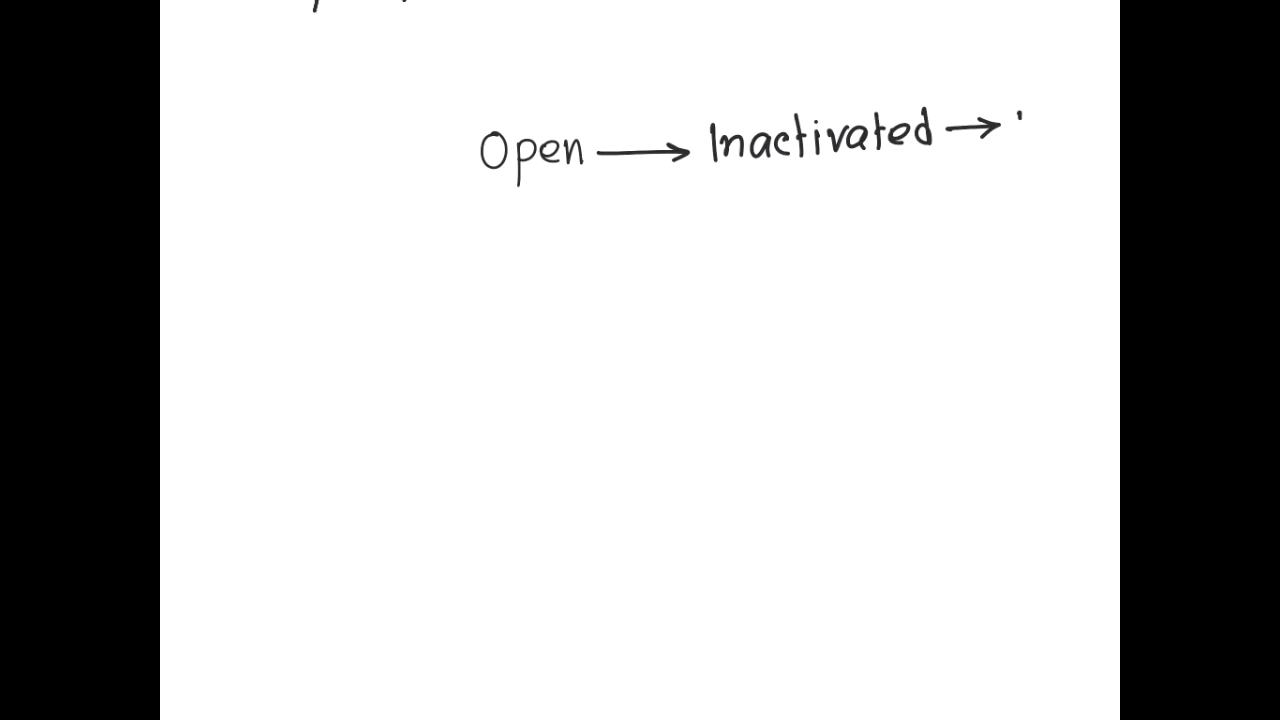 Open → Inactivated →